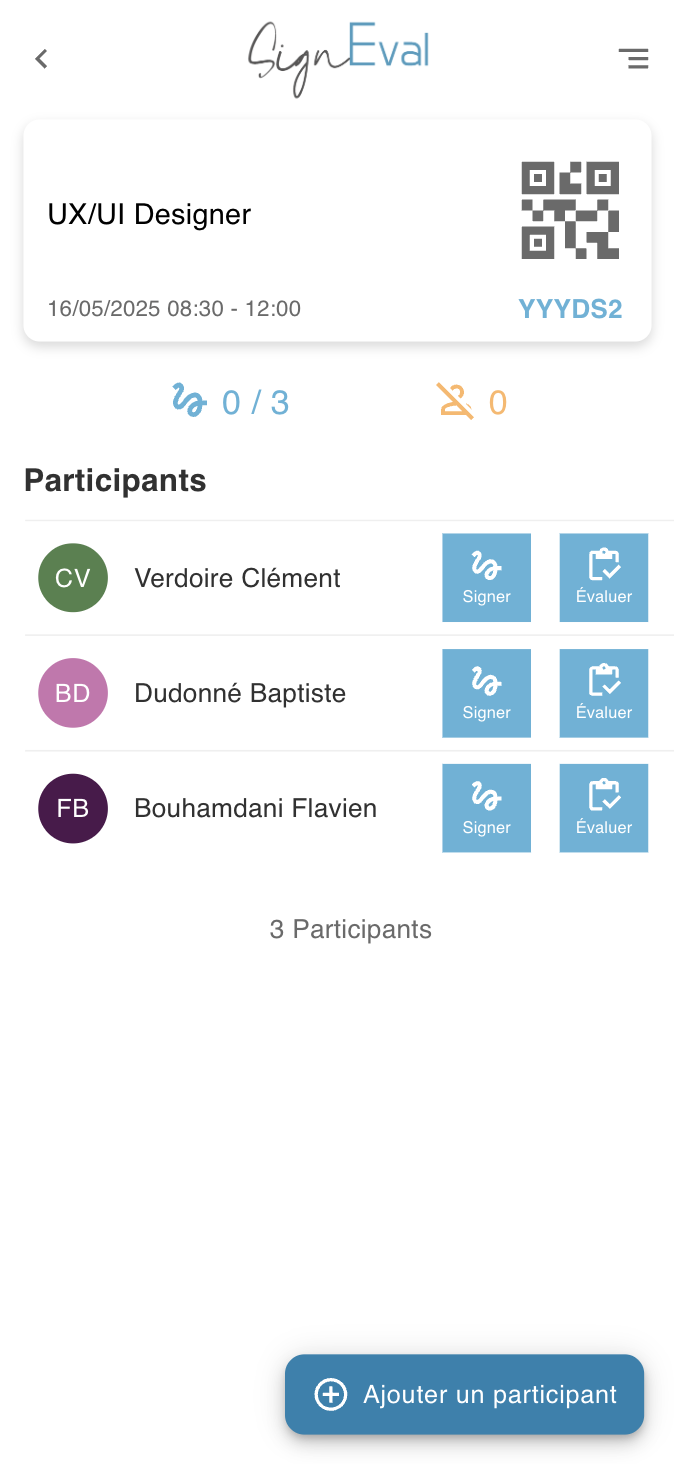 SignEval
UX/UI Designer
16/05/2025 08:30 - 12:00
YYYDS2
0 / 3
0
Participants
CV
Verdoire Clément
Signer
Évaluer
BD
Dudonné Baptiste
Signer
Évaluer
FB
Bouhamdani Flavien
Signer
Évaluer
3 Participants
Ajouter un participant